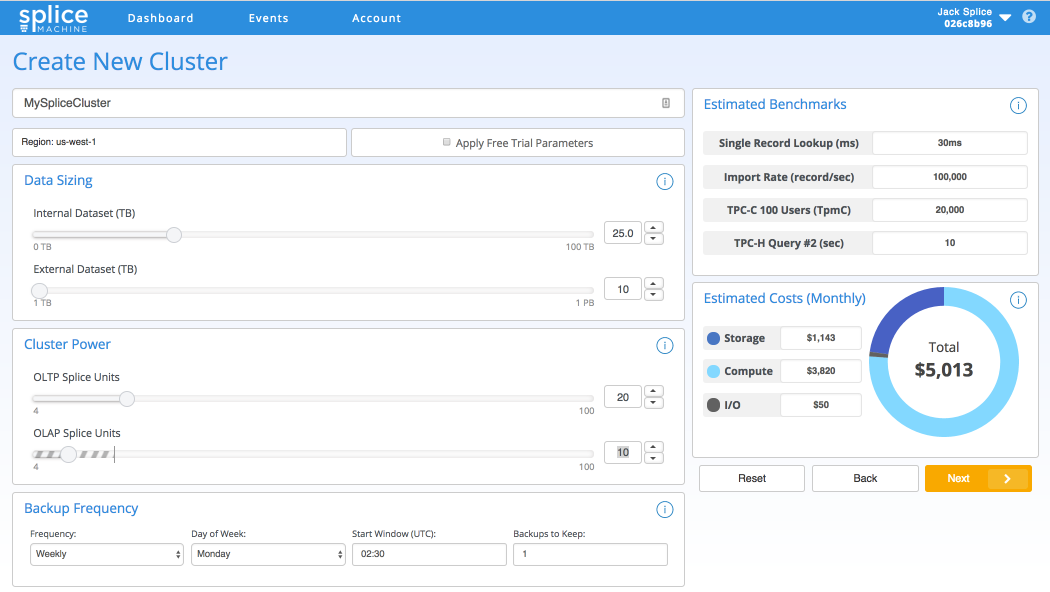 splice
MACHINE
Dashboard
Events
Account
Jack Splice
026c8b96
?
Create New Cluster
MySpliceCluster
Region: us-west-1
Apply Free Trial Parameters
Data Sizing
i
Internal Dataset (TB)
0 TB
100 TB
25.0
External Dataset (TB)
1 TB
1 PB
10
Cluster Power
i
OLTP Splice Units
4
100
20
OLAP Splice Units
4
100
10
Backup Frequency
i
Frequency:
Weekly
Day of Week:
Monday
Start Window (UTC):
02:30
Backups to Keep:
1
Estimated Benchmarks
i
Single Record Lookup (ms)
30ms
Import Rate (record/sec)
100,000
TPC-C 100 Users (TpmC)
20,000
TPC-H Query #2 (sec)
10
Estimated Costs (Monthly)
i
Storage
$1,143
Compute
$3,820
I/O
$50
Total
$5,013
Reset
Back
Next